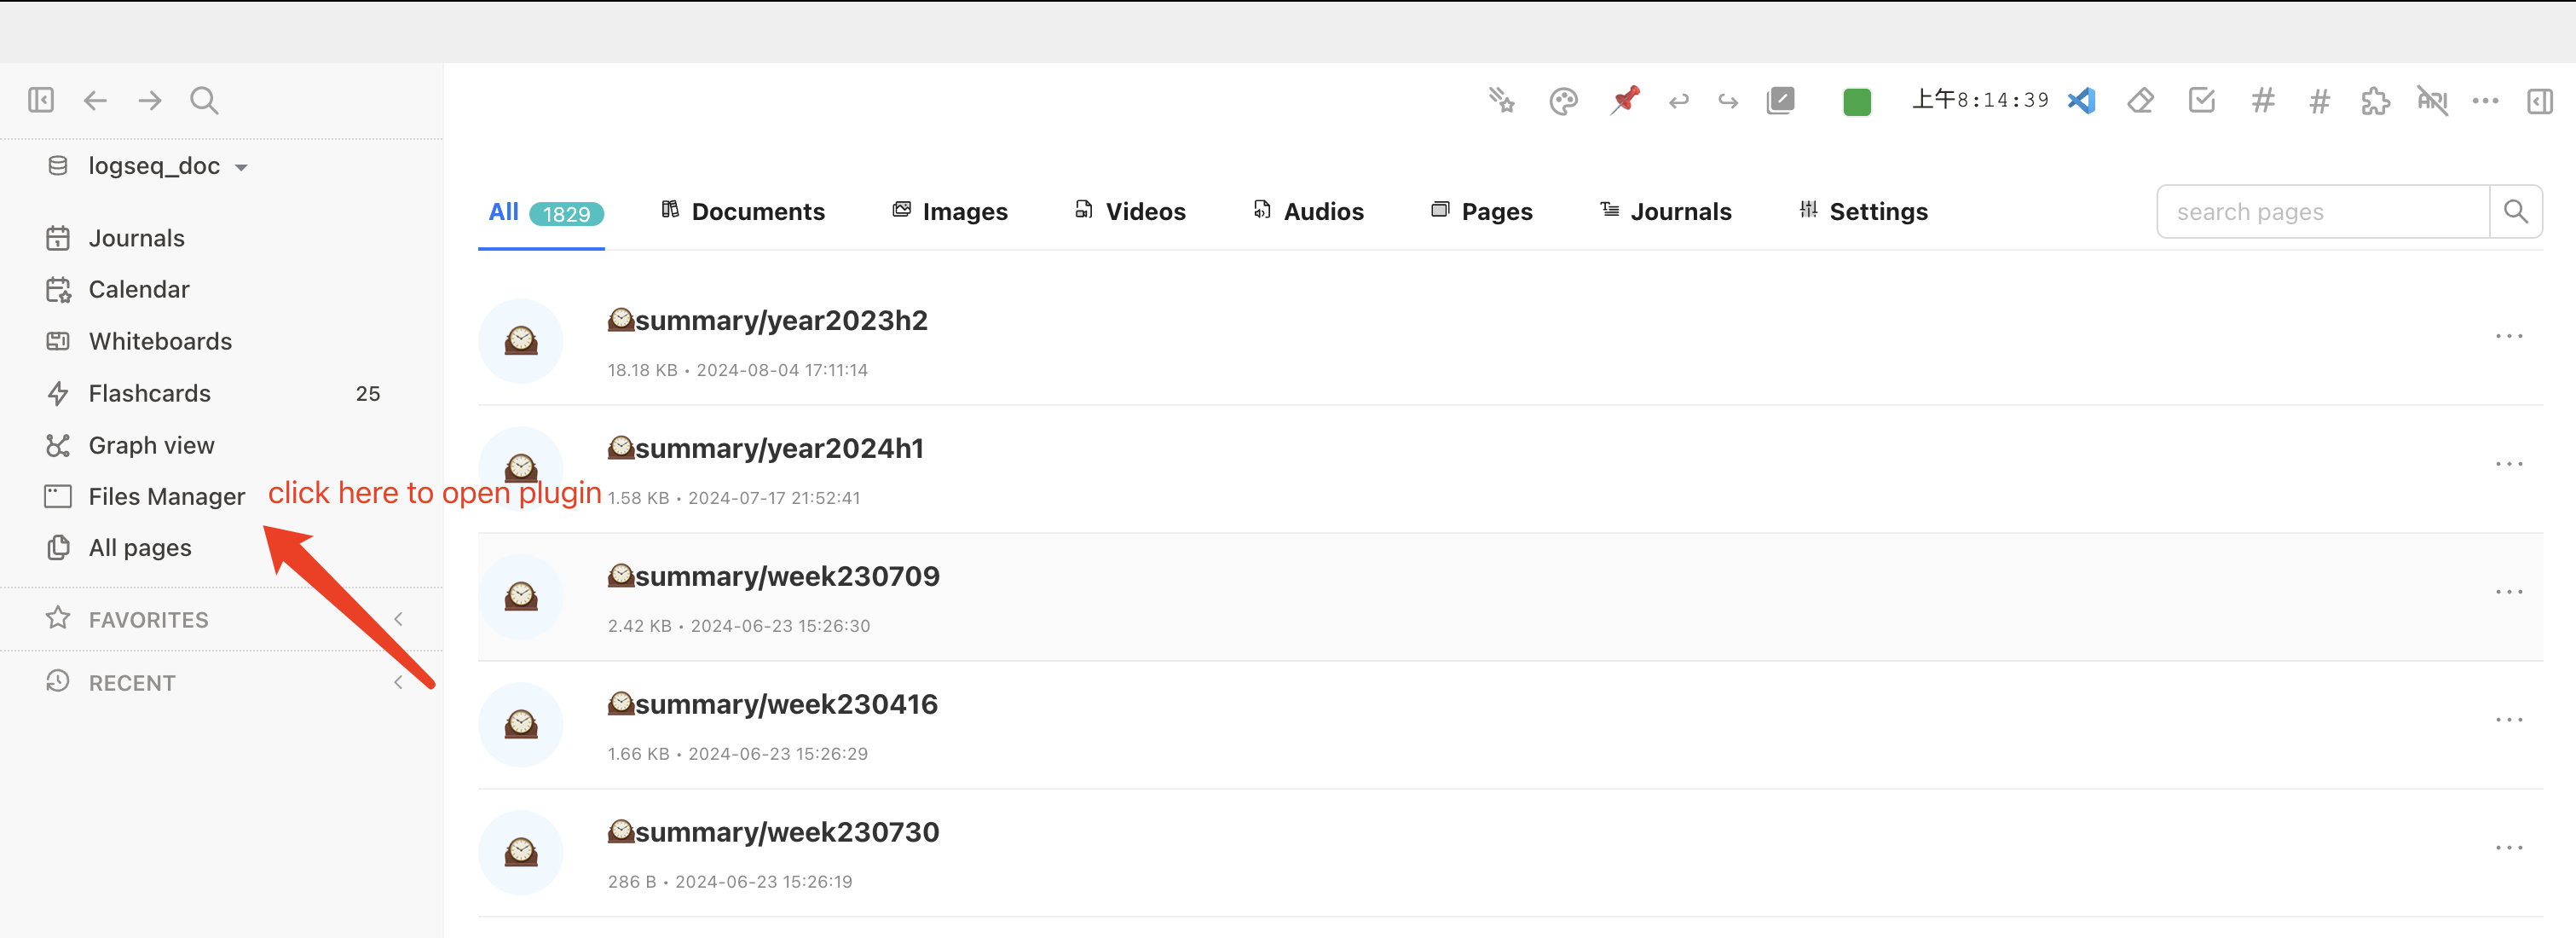 上午8:14:39
logseq_doc
Journals
Calendar
Whiteboards
Flashcards 25
Graph view
Files Manager
click here to open plugin
All pages
FAVORITES
RECENT
All 1829 Documents Images Videos Audios Pages Journals Settings search pages
summary/year2023h2
18.18 KB • 2024-08-04 17:11:14
summary/year2024h1
1.58 KB • 2024-07-17 21:52:41
summary/week230709
2.42 KB • 2024-06-23 15:26:30
summary/week230416
1.66 KB • 2024-06-23 15:26:29
summary/week230730
286 B • 2024-06-23 15:26:19